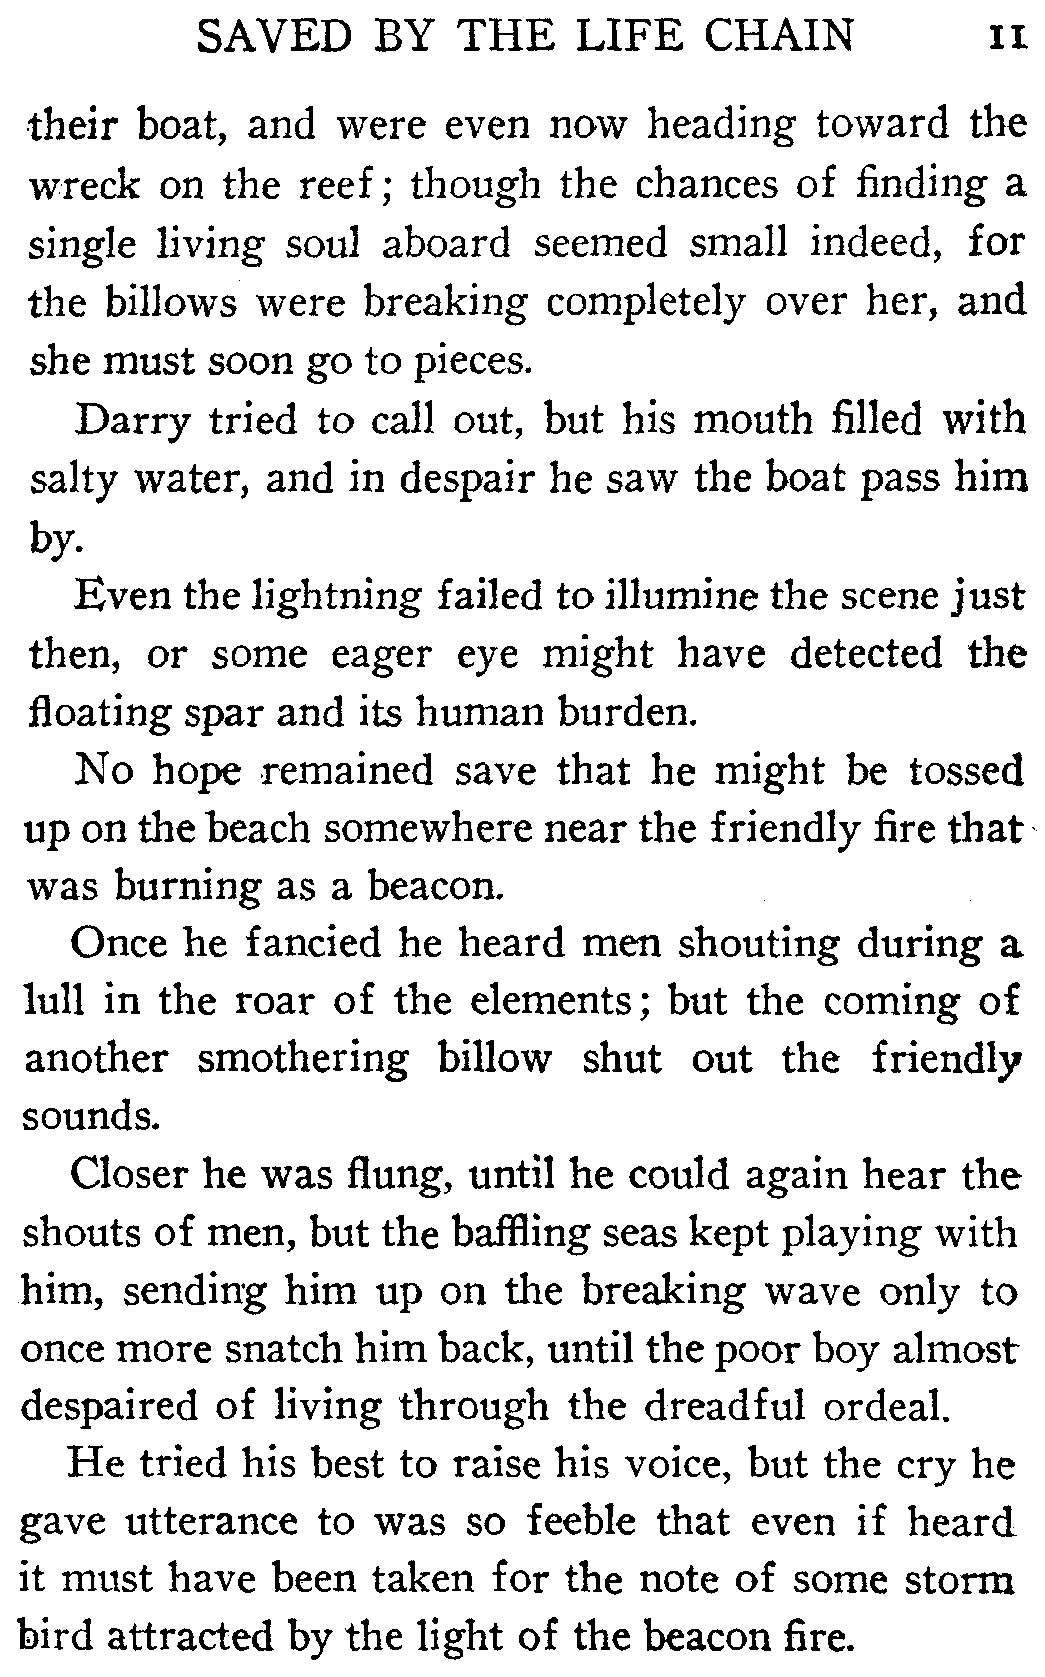 SAVED BY THE LIFE CHAIN 11
their boat, and were even now heading toward the
wreck on the reef; though the chances of finding a
single living soul aboard seemed small indeed, for
the billows were breaking completely over her, and
she must soon go to pieces.
Darry tried to call out, but his mouth filled with
salty water, and in despair he saw the boat pass him
by.
Even the lightning failed to illumine the scene just
then, or some eager eye might have detected the
floating spar and its human burden.
No hope remained save that he might be tossed
up on the beach somewhere near the friendly fire that
was burning as a beacon.
Once he fancied he heard men shouting during a
lull in the roar of the elements; but the coming of
another smothering billow shut out the friendly
sounds.
Closer he was flung, until he could again hear the
shouts of men, but the baffling seas kept playing with
him, sending him up on the breaking wave only to
once more snatch him back, until the poor boy almost
despaired of living through the dreadful ordeal.
He tried his best to raise his voice, but the cry he
gave utterance to was so feeble that even if heard
it must have been taken for the note of some storm
bird attracted by the light of the beacon fire.